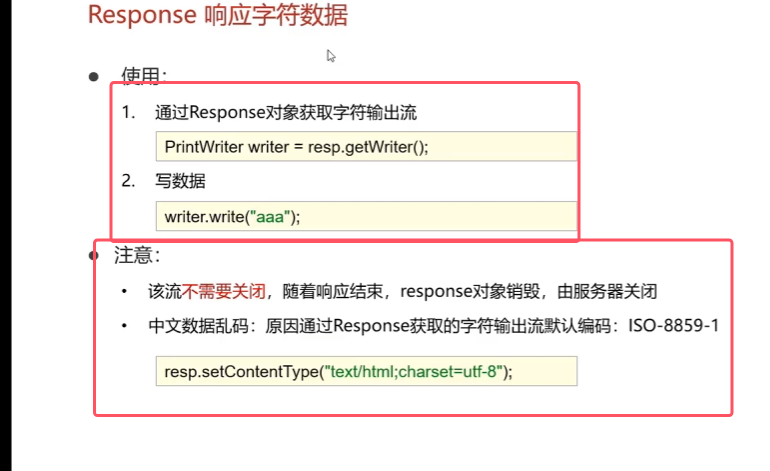 Response 响应字符数据
使用：
1. 通过Response对象获取字符输出流
PrintWriter writer = resp.getWriter();
2. 写数据
writer.write("aaa");
注意：
该流不需要关闭，随着响应结束，response对象销毁，由服务器关闭
中文数据乱码：原因通过Response获取的字符输出流默认编码：ISO-8859-1
resp.setContentType("text/html;charset=utf-8");